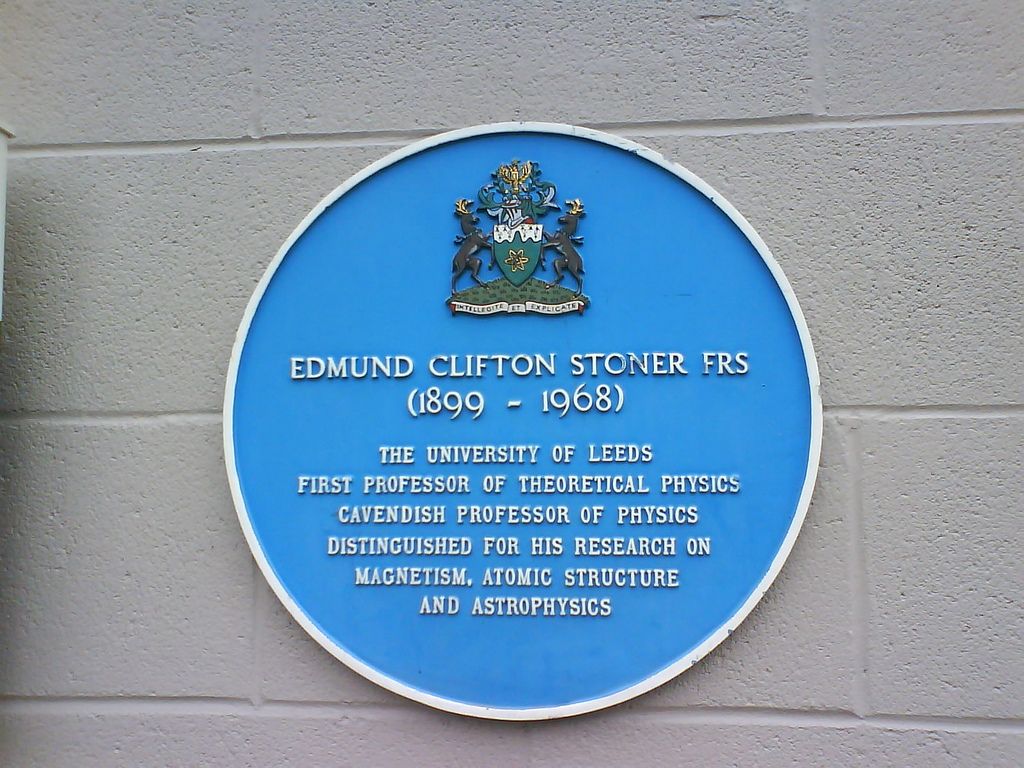 INTELLEGITE ET EXPLICATE
EDMUND CLIFTON STONER FRS
(1899 - 1968)
THE UNIVERSITY OF LEEDS
FIRST PROFESSOR OF THEORETICAL PHYSICS
CAVENDISH PROFESSOR OF PHYSICS
DISTINGUISHED FOR HIS RESEARCH ON
MAGNETISM, ATOMIC STRUCTURE
AND ASTROPHYSICS